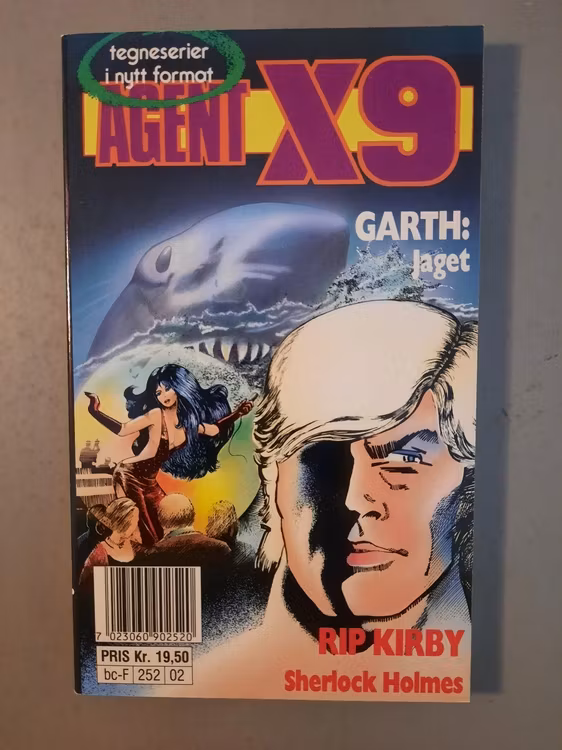 tegneserier
i nytt format
AGENT X9
GARTH:
Jaget
7 023060 902520
PRIS Kr. 19,50
bc-F 252 02
RIP KIRBY
Sherlock Holmes